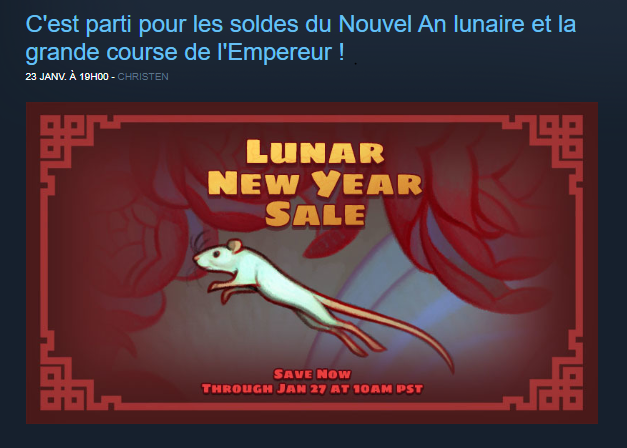 C'est parti pour les soldes du Nouvel An lunaire et la
grande course de l'Empereur !
23 JANV. À 19H00 - CHRISTEN
LUNAR
NEW YEAR
SALE
SAVE NOW
THROUGH JAN 27 AT 10AM PST